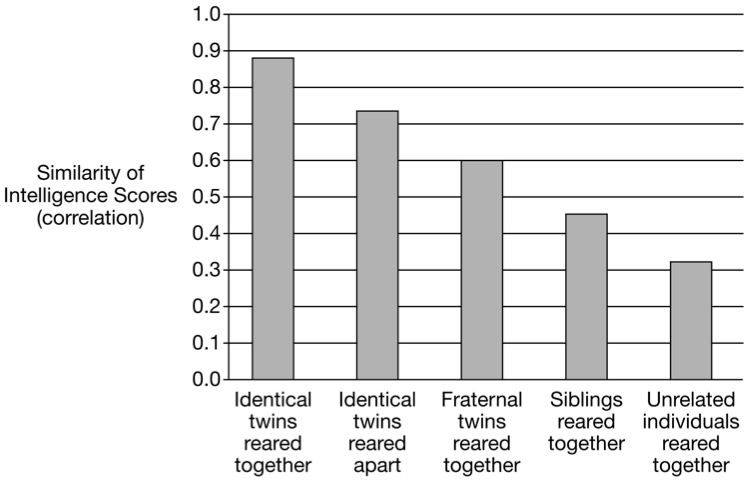 1.0
0.9
0.8
0.7
0.6
0.5
0.4
0.3
0.2
0.1
0.0
Similarity of
Intelligence Scores
(correlation)
Identical
twins
reared
together
Identical
twins
reared
apart
Fraternal
twins
reared
together
Siblings
reared
together
Unrelated
individuals
reared
together